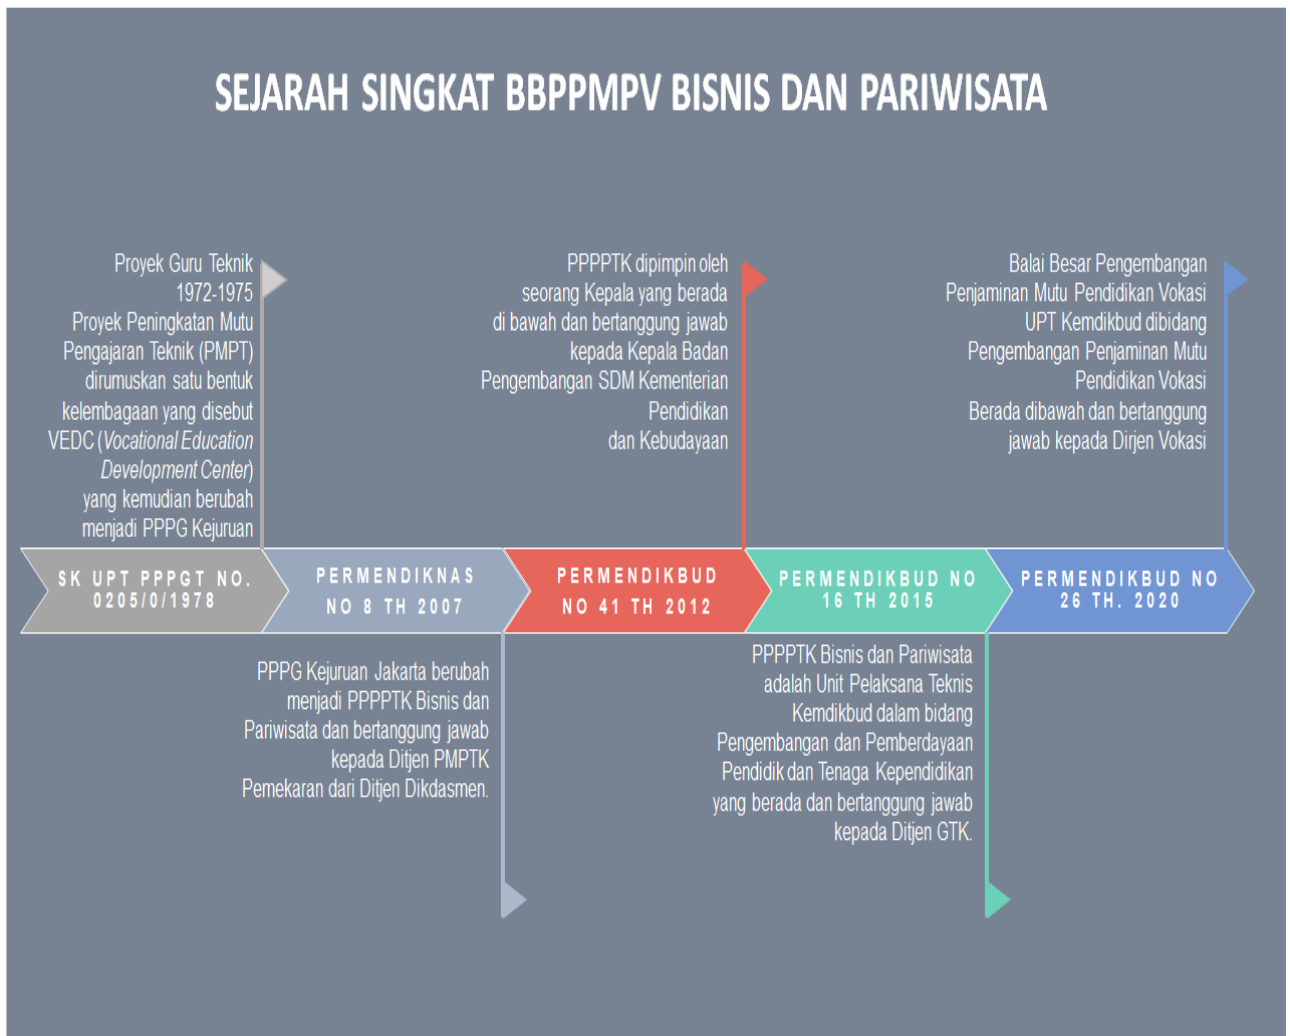 SEJARAH SINGKAT BBPPMPV BISNIS DAN PARIWISATA
Proyek Guru Teknik
1972-1975
Proyek Peningkatan Mutu
Pengajaran Teknik (PMPT)
dirumuskan satu bentuk
kelembagaan yang disebut
VEDC (Vocational Education
Development Center)
yang kemudian berubah
menjadi PPPG Kejuruan
SK UPT PPPGT NO.
0205/0/1978
PERMENDIKNAS
NO 8 TH 2007
PPPG Kejuruan Jakarta berubah
menjadi PPPPTK Bisnis dan
Pariwisata dan bertanggung jawab
kepada Ditjen PMPTK
Pemekaran dari Ditjen Dikdasmen.
PPPPTK dipimpin oleh
seorang Kepala yang berada
di bawah dan bertanggung jawab
kepada Kepala Badan
Pengembangan SDM Kementerian
Pendidikan
dan Kebudayaan
PERMENDIKBUD
NO 41 TH 2012
PERMENDIKBUD NO
16 TH 2015
PPPPTK Bisnis dan Pariwisata
adalah Unit Pelaksana Teknis
Kemdikbud dalam bidang
Pengembangan dan Pemberdayaan
Pendidik dan Tenaga Kependidikan
yang berada dan bertanggung jawab
kepada Ditjen GTK.
Balai Besar Pengembangan
Penjaminan Mutu Pendidikan Vokasi
UPT Kemdikbud dibidang
Pengembangan Penjaminan Mutu
Pendidikan Vokasi
Berada dibawah dan bertanggung
jawab kepada Dirjen Vokasi
PERMENDIKBUD NO
26 TH. 2020